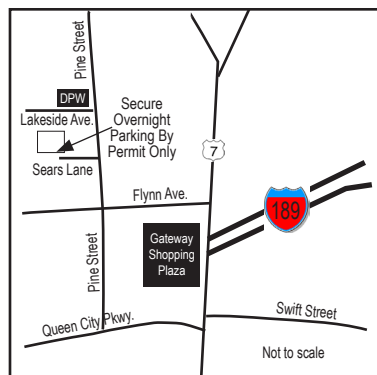 Pine Street
DPW
Lakeside Ave.
Secure
Overnight
Parking By
Permit Only
Sears Lane
7
Flynn Ave.
189
Gateway
Shopping
Plaza
Pine Street
Queen City Pkwy.
Swift Street
Not to scale